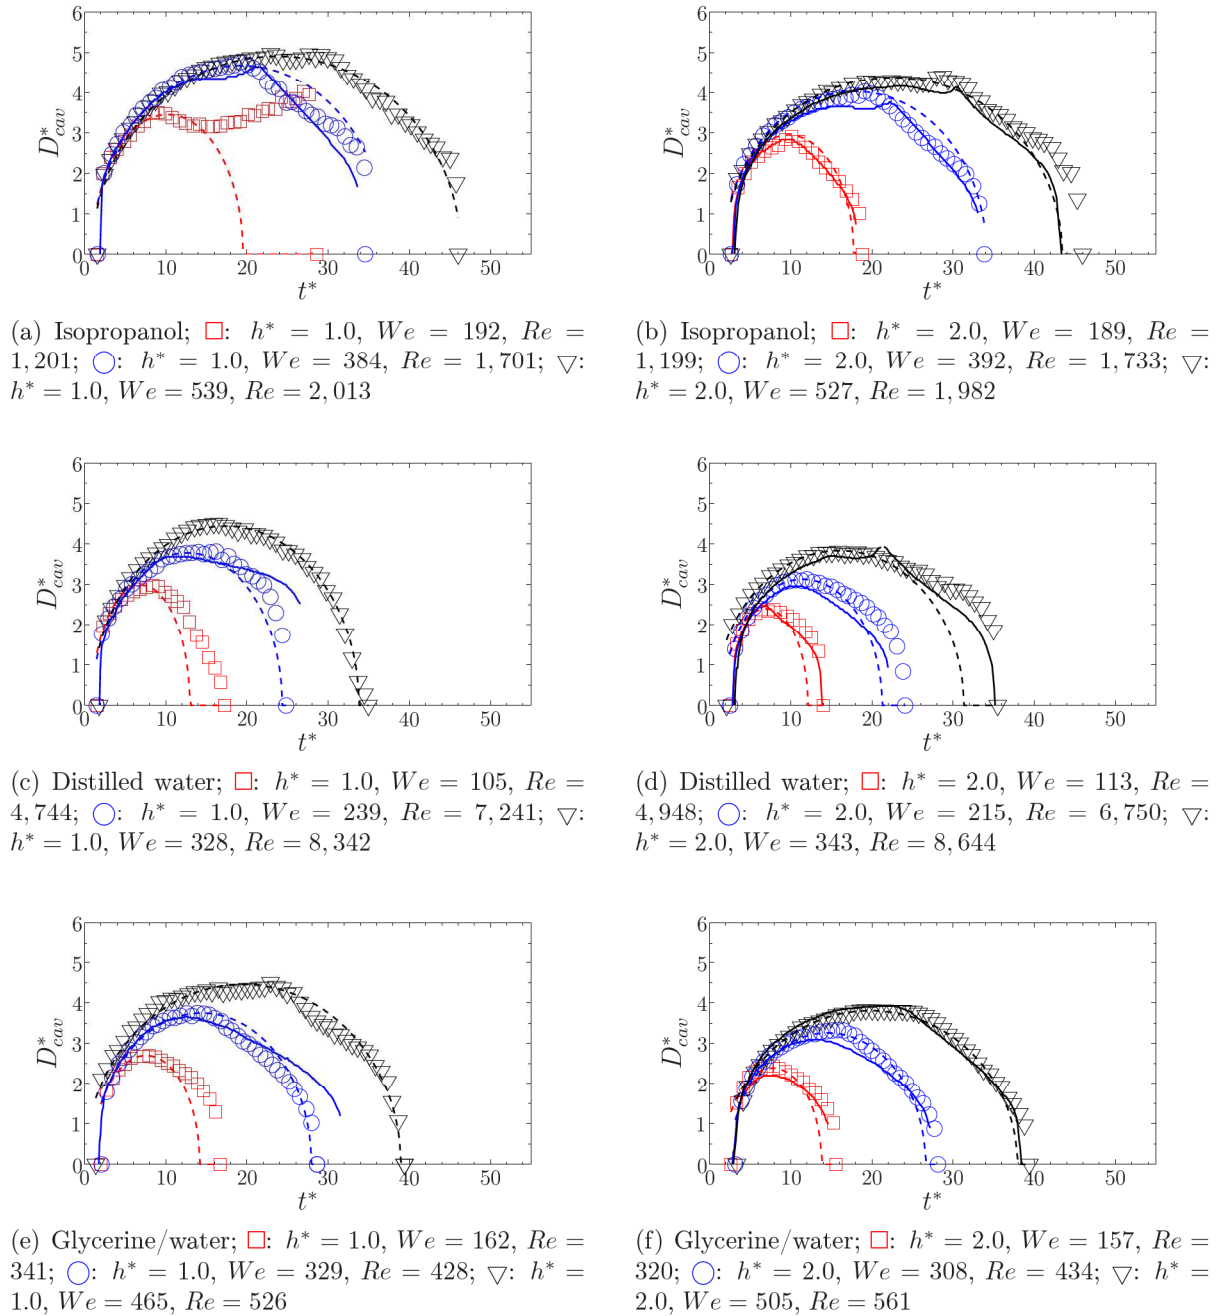 6
5
4
3
2
1
0
D*cav
0 10 20 30 40 50
t*
6
5
4
3
2
1
0
D*cav
0 10 20 30 40 50
t*
(a) Isopropanol; □: h* = 1.0, We = 192, Re =
1,201; ○: h* = 1.0, We = 384, Re = 1,701; ▽:
h* = 1.0, We = 539, Re = 2,013
(b) Isopropanol; □: h* = 2.0, We = 189, Re =
1,199; ○: h* = 2.0, We = 392, Re = 1,733; ▽:
h* = 2.0, We = 527, Re = 1,982
6
5
4
3
2
1
0
D*cav
0 10 20 30 40 50
t*
6
5
4
3
2
1
0
D*cav
0 10 20 30 40 50
t*
(c) Distilled water; □: h* = 1.0, We = 105, Re =
4,744; ○: h* = 1.0, We = 239, Re = 7,241; ▽:
h* = 1.0, We = 328, Re = 8,342
(d) Distilled water; □: h* = 2.0, We = 113, Re =
4,948; ○: h* = 2.0, We = 215, Re = 6,750; ▽:
h* = 2.0, We = 343, Re = 8,644
6
5
4
3
2
1
0
D*cav
0 10 20 30 40 50
t*
6
5
4
3
2
1
0
D*cav
0 10 20 30 40 50
t*
(e) Glycerine/water; □: h* = 1.0, We = 162, Re =
341; ○: h* = 1.0, We = 329, Re = 428; ▽: h* =
1.0, We = 465, Re = 526
(f) Glycerine/water; □: h* = 2.0, We = 157, Re =
320; ○: h* = 2.0, We = 308, Re = 434; ▽: h* =
2.0, We = 505, Re = 561